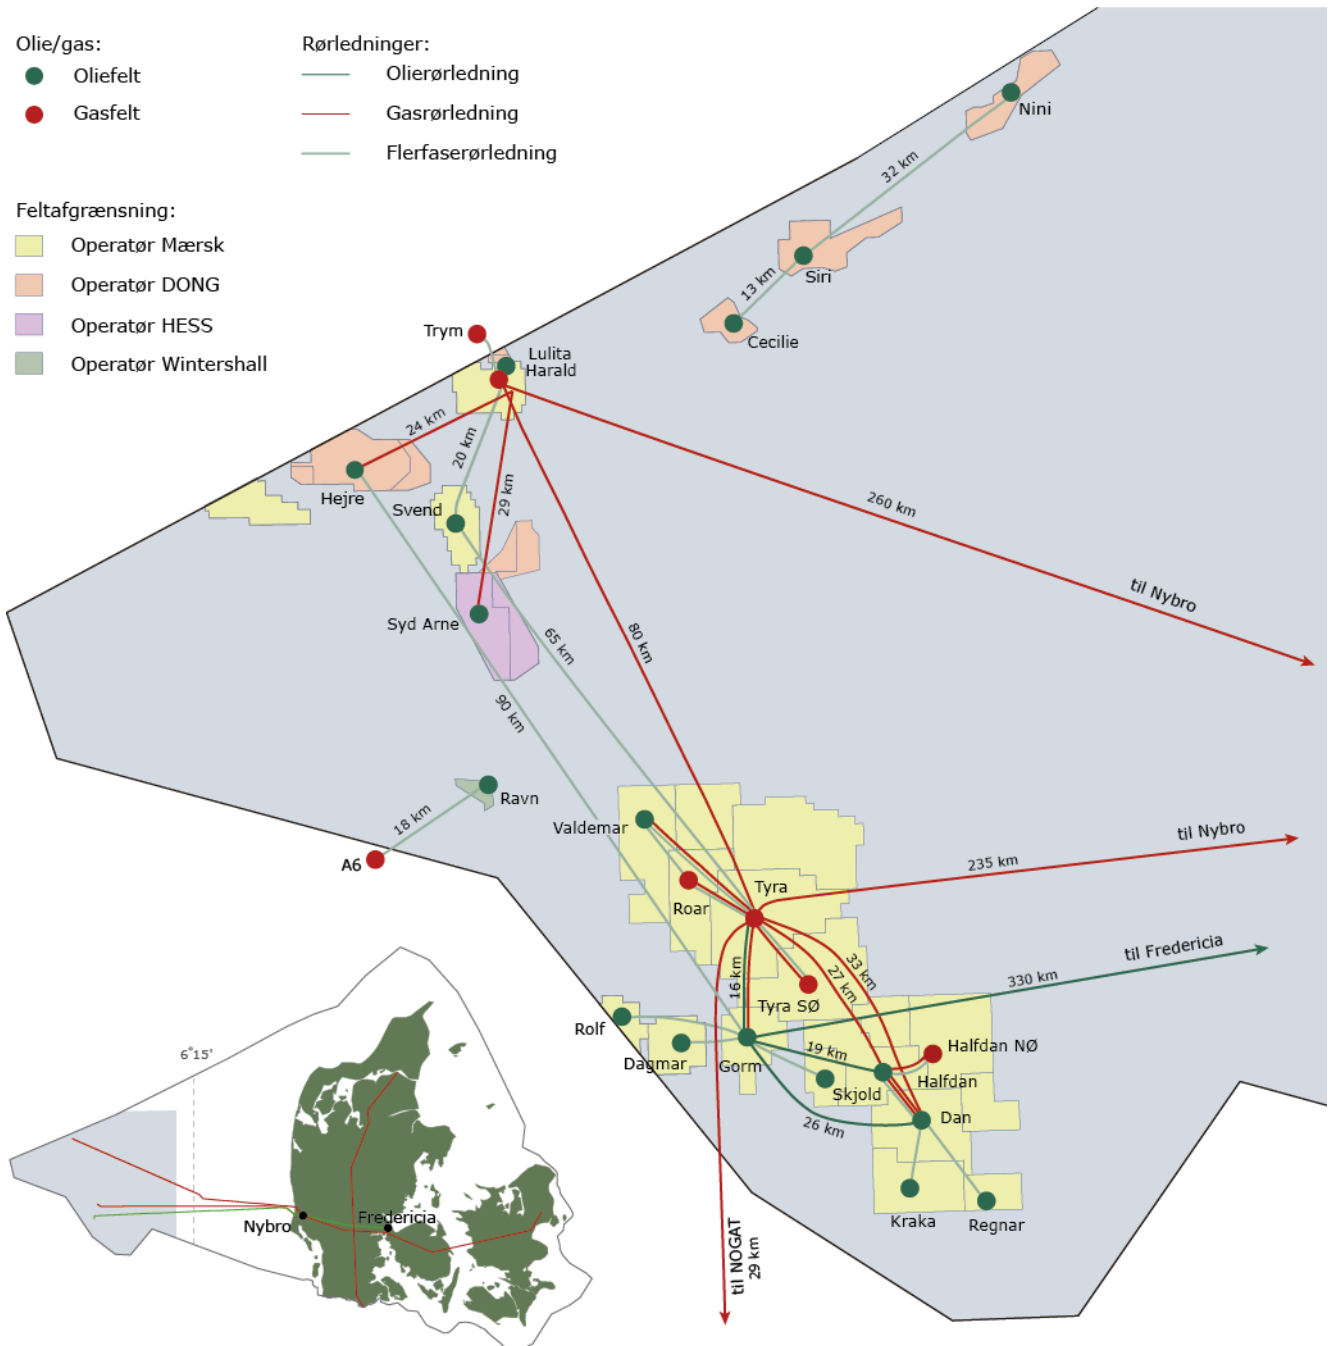 Olie/gas:
Oliefelt
Gasfelt
Rørledninger:
Olierørledning
Gasrørledning
Flerfaserørledning
Feltafgrænsning:
Operatør Mærsk
Operatør DONG
Operatør HESS
Operatør Wintershall
Nini
32 km
Siri
13 km
Cecilie
Trym
Lulita
Harald
24 km
20 km
29 km
Hejre
Svend
260 km
til Nybro
Syd Arne
65 km
80 km
90 km
Ravn
18 km
A6
Valdemar
Roar
Tyra
til Nybro
235 km
til Fredericia
330 km
33 km
27 km
16 km
Tyra SØ
Rolf
Dagmar
Gorm
19 km
Skjold
Halfdan NØ
Halfdan
26 km
Dan
Kraka
Regnar
til NOGAT
29 km
6°15'
Nybro
Fredericia